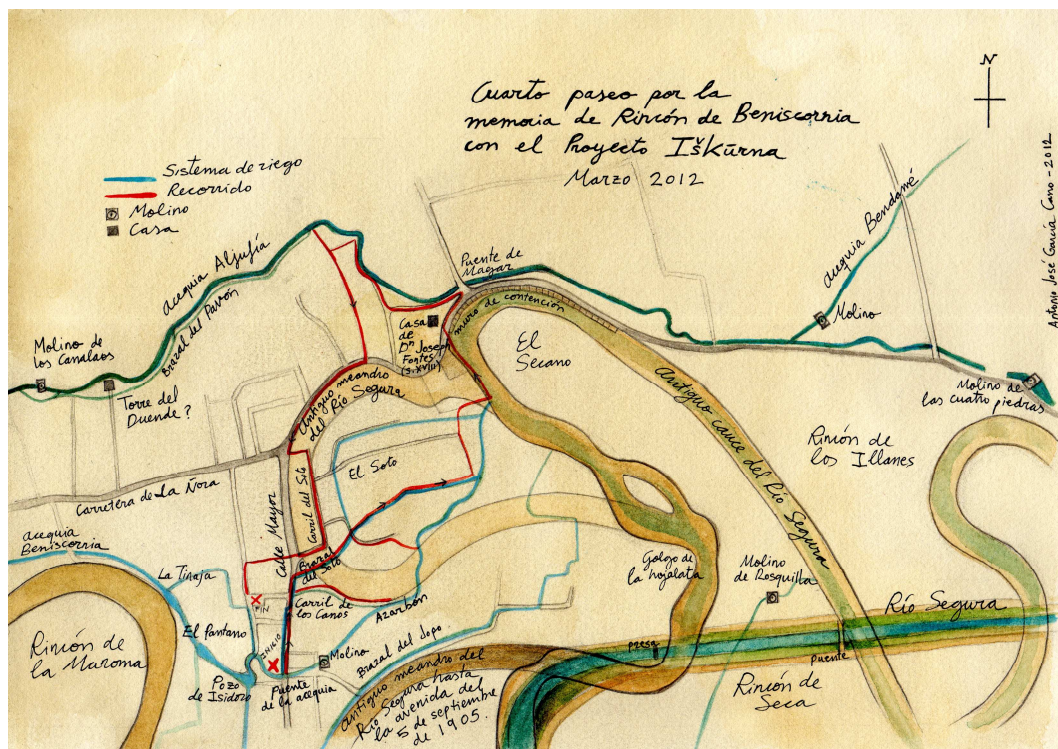 Cuarto paseo por la
memoria de Rincón de Beniscornia
con el Proyecto Iškūrna
Marzo 2012
N
Sistema de riego
Recorrido
Molino
Casa
Antonio José García Cano - 2012
acequia Aljufía
Brazal del Pavón
Puente de
Magar
acequia Bendamé
Molino
muro de contención
Casa
de
Dn Joseph
Fontes
(s. XVIII)
El
Secano
Molino de
los Canalaos
Torre del
Duende?
Antiguo meandro
del Río Segura
Antiguo cauce del Río Segura
Molino de
las cuatro piedras
Rincón de
los Illanes
Carretera de La Ñora
Calle Mayor
Carril del Soto
El Soto
acequia
Beniscornia
La Tinaja
Brazal
del Soto
Golgo de
la hojalata
Molino
de Rosquilla
FIN
Carril de
los Canos
Azarbón
Río Segura
El Pantano
INICIO
Rincón de
la Maroma
Molino
Brazal del Jopo
presa
puente
Pozo
de Isidoro
Puente
de la acequia
antiguo meandro del
Río Segura hasta
la avenida del
5 de septiembre
de 1905.
Rincón de
Seca